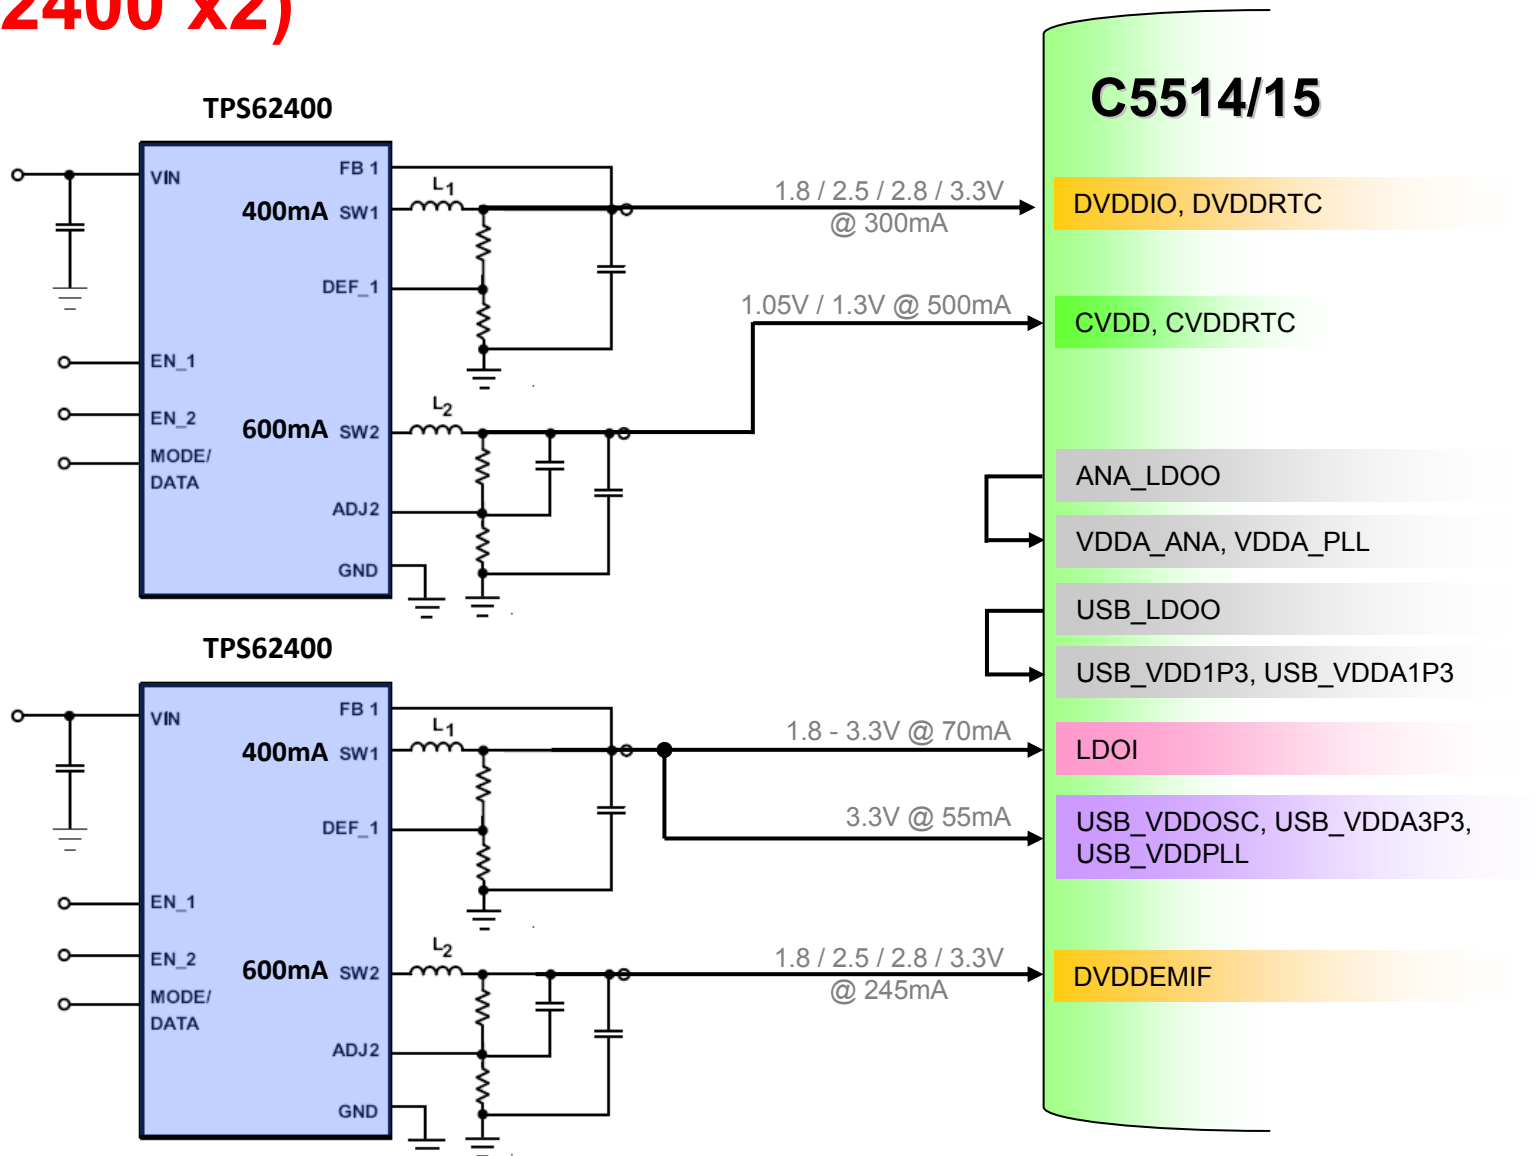 2400 x2)
C5514/15
TPS62400
VIN
FB 1
400mA SW1
L1
DEF_1
EN_1
EN_2
600mA SW2
L2
MODE/
DATA
ADJ2
GND
1.8 / 2.5 / 2.8 / 3.3V
@ 300mA
DVDDIO, DVDDRTC
1.05V / 1.3V @ 500mA
CVDD, CVDDRTC
ANA_LDOO
VDDA_ANA, VDDA_PLL
USB_LDOO
USB_VDD1P3, USB_VDDA1P3
TPS62400
VIN
FB 1
400mA SW1
L1
DEF_1
EN_1
EN_2
600mA SW2
L2
MODE/
DATA
ADJ2
GND
1.8 - 3.3V @ 70mA
LDOI
3.3V @ 55mA
USB_VDDOSC, USB_VDDA3P3,
USB_VDDPLL
1.8 / 2.5 / 2.8 / 3.3V
@ 245mA
DVDDEMIF